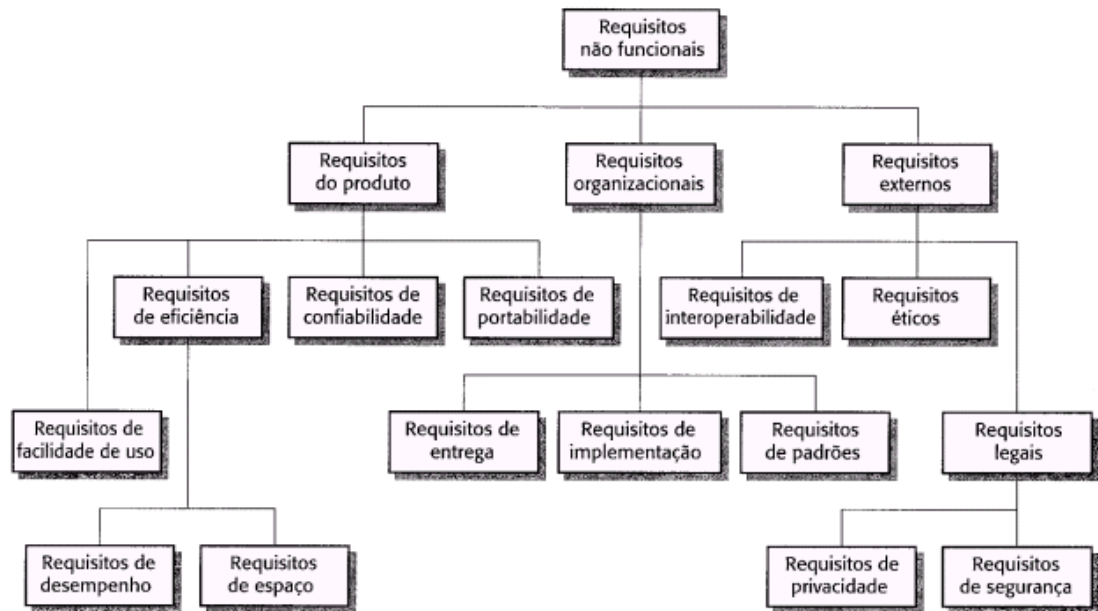 Requisitos
não funcionais
Requisitos
do produto
Requisitos
organizacionais
Requisitos
externos
Requisitos
de eficiência
Requisitos de
confiabilidade
Requisitos de
portabilidade
Requisitos de
interoperabilidade
Requisitos
éticos
Requisitos de
facilidade de uso
Requisitos de
entrega
Requisitos de
implementação
Requisitos
de padrões
Requisitos
legais
Requisitos de
desempenho
Requisitos
de espaço
Requisitos de
privacidade
Requisitos
de segurança